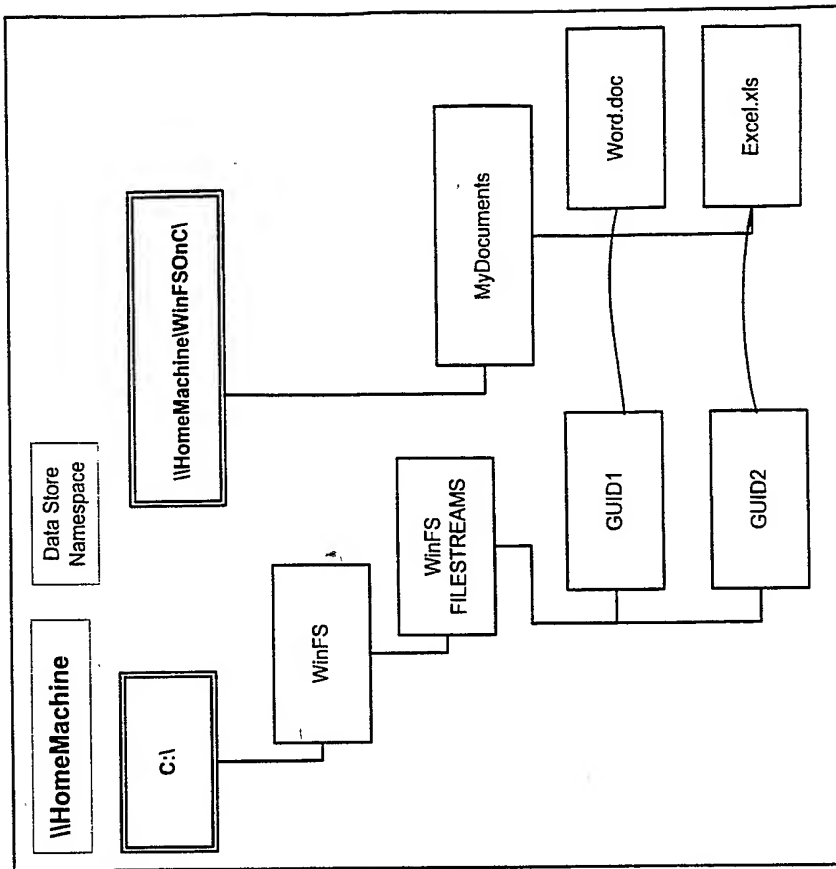 \\HomeMachine
Data Store
Namespace
C:\
\\HomeMachine\WinFSOnC\
WinFS
WinFS
FILESTREAMS
MyDocuments
GUID1
Word.doc
GUID2
Excel.xls